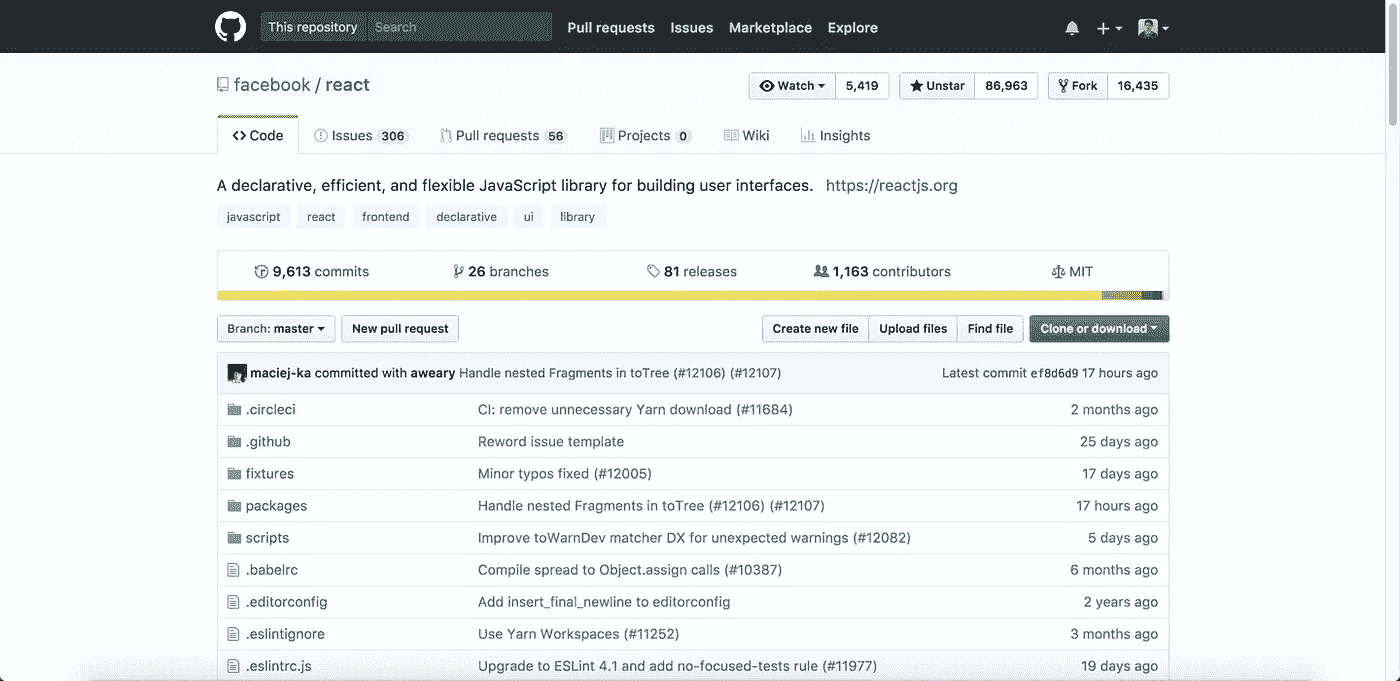 This repository Search Pull requests Issues Marketplace Explore
facebook / react Watch 5,419 Unstar 86,963 Fork 16,435
Code Issues 306 Pull requests 56 Projects 0 Wiki Insights
A declarative, efficient, and flexible JavaScript library for building user interfaces. https://reactjs.org
javascript react frontend declarative ui library
9,613 commits 26 branches 81 releases 1,163 contributors MIT
Branch: master New pull request Create new file Upload files Find file Clone or download
maciej-ka committed with aweary Handle nested Fragments in toTree (#12106) (#12107) Latest commit ef8d6d9 17 hours ago
.circleci CI: remove unnecessary Yarn download (#11684) 2 months ago
.github Reword issue template 25 days ago
fixtures Minor typos fixed (#12005) 17 days ago
packages Handle nested Fragments in toTree (#12106) (#12107) 17 hours ago
scripts Improve toWarnDev matcher DX for unexpected warnings (#12082) 5 days ago
.babelrc Compile spread to Object.assign calls (#10387) 6 months ago
.editorconfig Add insert_final_newline to editorconfig 2 years ago
.eslintignore Use Yarn Workspaces (#11252) 3 months ago
.eslintrc.js Upgrade to ESLint 4.1 and add no-focused-tests rule (#11977) 19 days ago